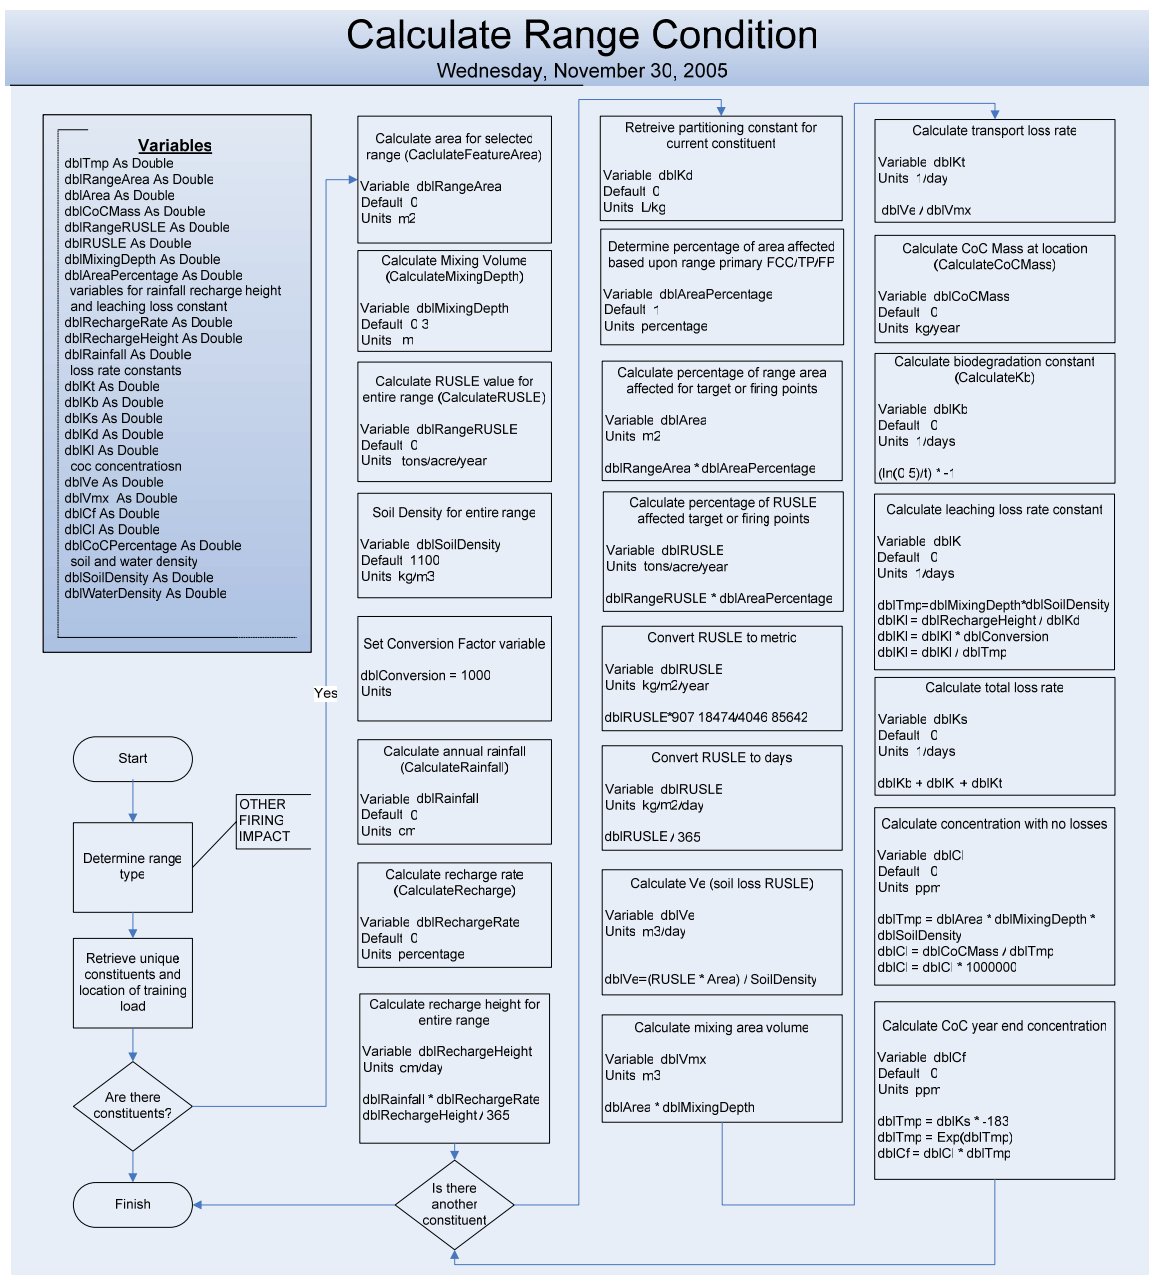 Calculate Range Condition
Wednesday, November 30, 2005
Variables
dblTmp As Double
dblRangeArea As Double
dblArea As Double
dblCoCMass As Double
dblRangeRUSLE As Double
dblRUSLE As Double
dblMixingDepth As Double
dblAreaPercentage As Double
variables for rainfall recharge height
and leaching loss constant
dblRechargeRate As Double
dblRechargeHeight As Double
dblRainfall As Double
loss rate constants
dblKt As Double
dblKb As Double
dblKs As Double
dblKd As Double
dblKl As Double
coc concentratiosn
dblVe As Double
dblVmx As Double
dblCf As Double
dblCl As Double
dblCoCPercentage As Double
soil and water density
dblSoilDensity As Double
dblWaterDensity As Double
Start
Determine range
type
OTHER
FIRING
IMPACT
Retrieve unique
constituents and
location of training
load
Are there
constituents?
Yes
Finish
Calculate area for selected
range (CaclulateFeatureArea)
Variable dblRangeArea
Default 0
Units m2
Calculate Mixing Volume
(CalculateMixingDepth)
Variable dblMixingDepth
Default 0 3
Units m
Calculate RUSLE value for
entire range (CalculateRUSLE)
Variable dblRangeRUSLE
Default 0
Units tons/acre/year
Soil Density for entire range
Variable dblSoilDensity
Default 1100
Units kg/m3
Set Conversion Factor variable
dblConversion = 1000
Units
Calculate annual rainfall
(CalculateRainfall)
Variable dblRainfall
Default 0
Units cm
Calculate recharge rate
(CalculateRecharge)
Variable dblRechargeRate
Default 0
Units percentage
Calculate recharge height for
entire range
Variable dblRechargeHeight
Units cm/day
dblRainfall * dblRechargeRate
dblRechargeHeight / 365
Is there
another
constituent
Retreive partitioning constant for
current constituent
Variable dblKd
Default 0
Units L/kg
Determine percentage of area affected
based upon range primary FCC/TP/FP
Variable dblAreaPercentage
Default 1
Units percentage
Calculate percentage of range area
affected for target or firing points
Variable dblArea
Units m2
dblRangeArea * dblAreaPercentage
Calculate percentage of RUSLE
affected target or firing points
Variable dblRUSLE
Units tons/acre/year
dblRangeRUSLE * dblAreaPercentage
Convert RUSLE to metric
Variable dblRUSLE
Units kg/m2/year
dblRUSLE*907 18474/4046 85642
Convert RUSLE to days
Variable dblRUSLE
Units kg/m2/day
dblRUSLE / 365
Calculate Ve (soil loss RUSLE)
Variable dblVe
Units m3/day
dblVe=(RUSLE * Area) / SoilDensity
Calculate mixing area volume
Variable dblVmx
Units m3
dblArea * dblMixingDepth
Calculate transport loss rate
Variable dblKt
Units 1/day
dblVe / dblVmx
Calculate CoC Mass at location
(CalculateCoCMass)
Variable dblCoCMass
Default 0
Units kg/year
Calculate biodegradation constant
(CalculateKb)
Variable dblKb
Default 0
Units 1/days
(ln(0 5)/t) * -1
Calculate leaching loss rate constant
Variable dblKl
Default 0
Units 1/days
dblTmp=dblMixingDepth*dblSoilDensity
dblKl = dblRechargeHeight / dblKd
dblKl = dblKl * dblConversion
dblKl = dblKl / dblTmp
Calculate total loss rate
Variable dblKs
Default 0
Units 1/days
dblKb + dblKl + dblKt
Calculate concentration with no losses
Variable dblCl
Default 0
Units ppm
dblTmp = dblArea * dblMixingDepth *
dblSoilDensity
dblCl = dblCoCMass / dblTmp
dblCl = dblCl * 1000000
Calculate CoC year end concentration
Variable dblCf
Default 0
Units ppm
dblTmp = dblKs * -183
dblTmp = Exp(dblTmp)
dblCf = dblCl * dblTmp